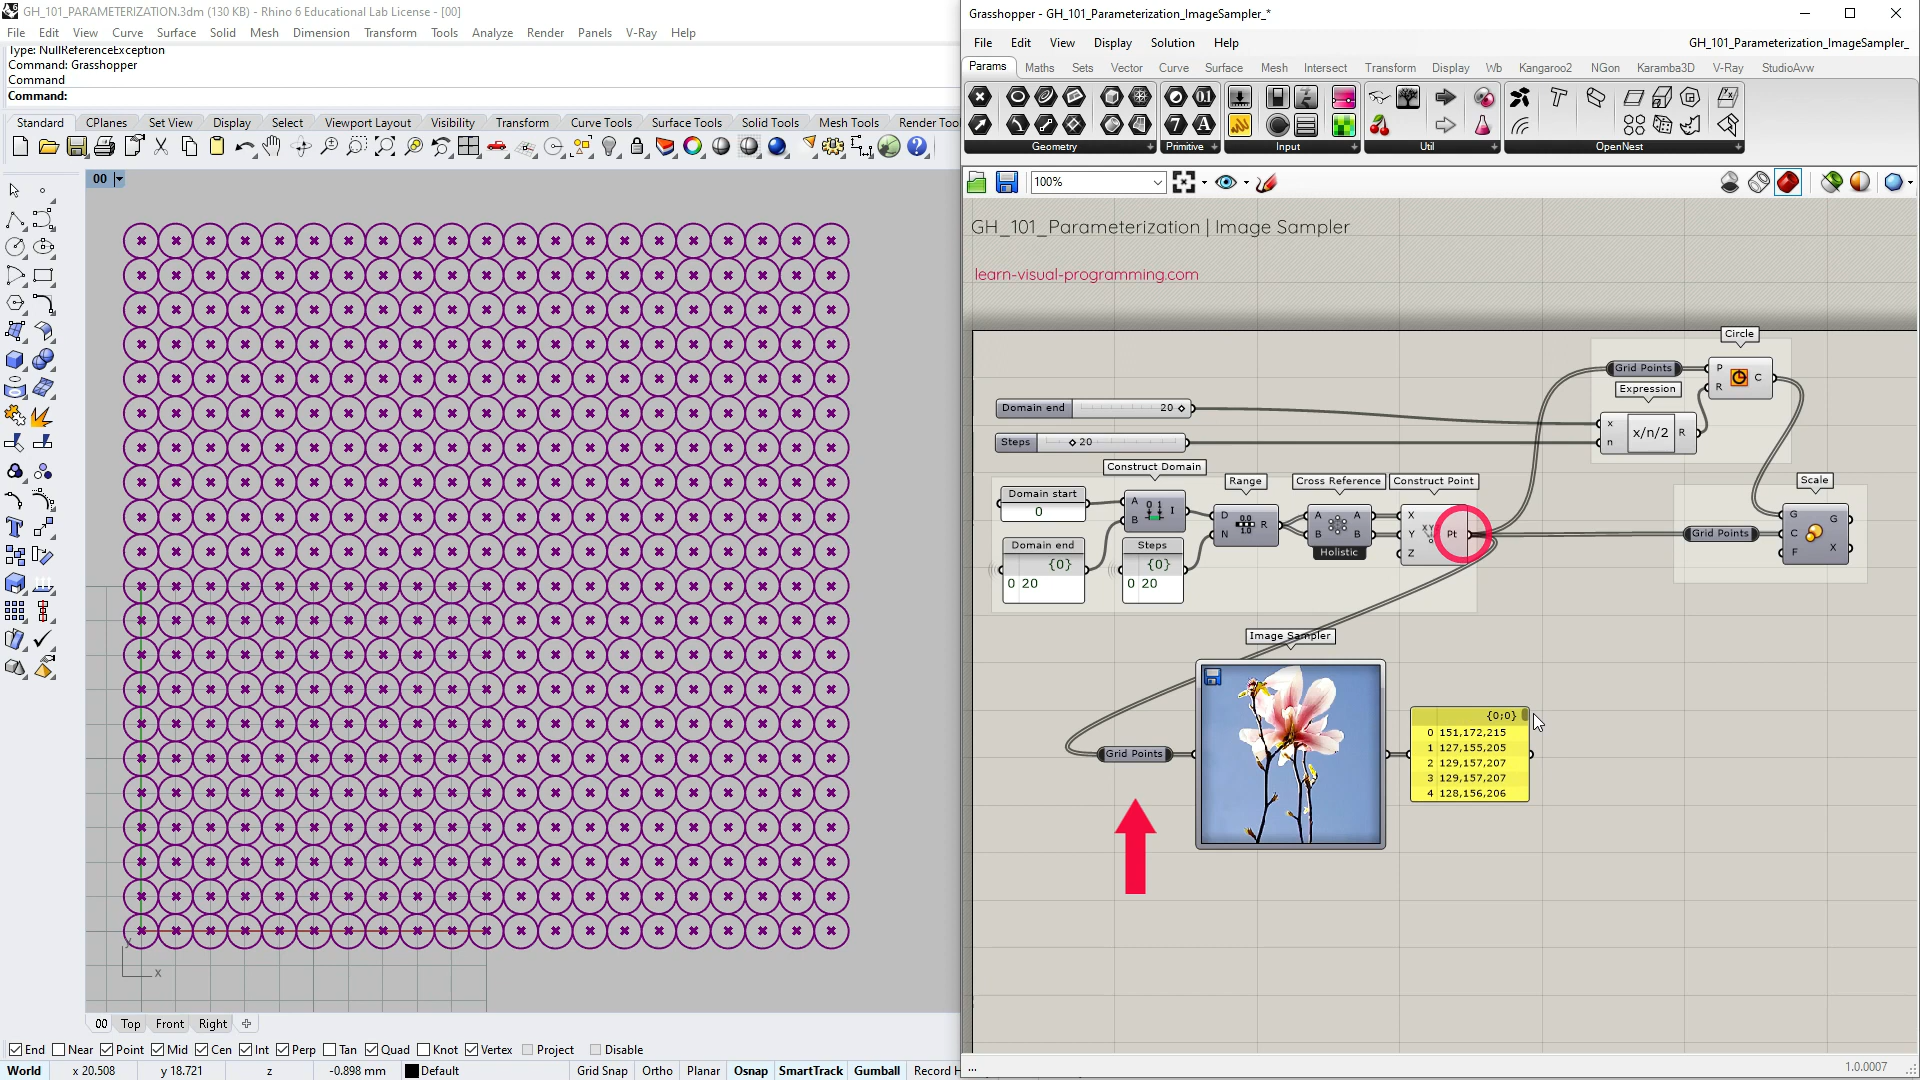 GH_101_PARAMETERIZATION.3dm (130 KB) - Rhino 6 Educational Lab License - [00]
File Edit View Curve Surface Solid Mesh Dimension Transform Tools Analyze Render Panels V-Ray Help
Type: NullReferenceException
Command: Grasshopper
Command
Command:
Standard CPlanes Set View Display Select Viewport Layout Visibility Transform Curve Tools Surface Tools Solid Tools Mesh Tools Render Too
00
y
x
00 Top Front Right
End Near Point Mid Cen Int Perp Tan Quad Knot Vertex Project Disable
World x 20.508 y 18.721 z -0.898 mm Default Grid Snap Ortho Planar Osnap SmartTrack Gumball Record H
Grasshopper - GH_101_Parameterization_ImageSampler_*
File Edit View Display Solution Help GH_101_Parameterization_ImageSampler_
Params Maths Sets Vector Curve Surface Mesh Intersect Transform Display Wb Kangaroo2 NGon Karamba3D V-Ray StudioAvw
Geometry Primitive Input Util OpenNest
100%
GH_101_Parameterization | Image Sampler
learn-visual-programming.com
Circle
Grid Points P R C
Expression
Domain end 20
x n x/n/2 R
Steps 20
Construct Domain
Range
Cross Reference
Construct Point
Scale
Domain start
0
A B I
D N R
A B A B
Holistic
X Y Z Pt
Grid Points
G C F G X
Domain end
{0}
0 20
Steps
{0}
0 20
Image Sampler
Grid Points
{0;0}
0 151,172,215
1 127,155,205
2 129,157,207
3 129,157,207
4 128,156,206
...
1.0.0007